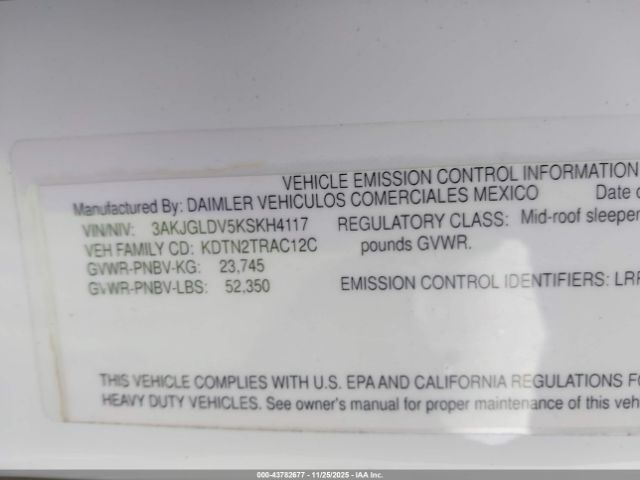 VEHICLE EMISSION CONTROL INFORMATION
Manufactured By: DAIMLER VEHICULOS COMERCIALES MEXICO Date
VIN/NIV: 3AKJGLDV5KSKH4117 REGULATORY CLASS: Mid-roof sleeper
VEH FAMILY CD: KDTN2TRAC12C pounds GVWR.
GVWR-PNBV-KG: 23,745
GVWR-PNBV-LBS: 52,350 EMISSION CONTROL IDENTIFIERS:
THIS VEHICLE COMPLIES WITH U.S. EPA AND CALIFORNIA REGULATIONS
HEAVY DUTY VEHICLES. See owner's manual for proper maintenance of this
000-43782677 - 11/25/2025 - IAA, Inc.